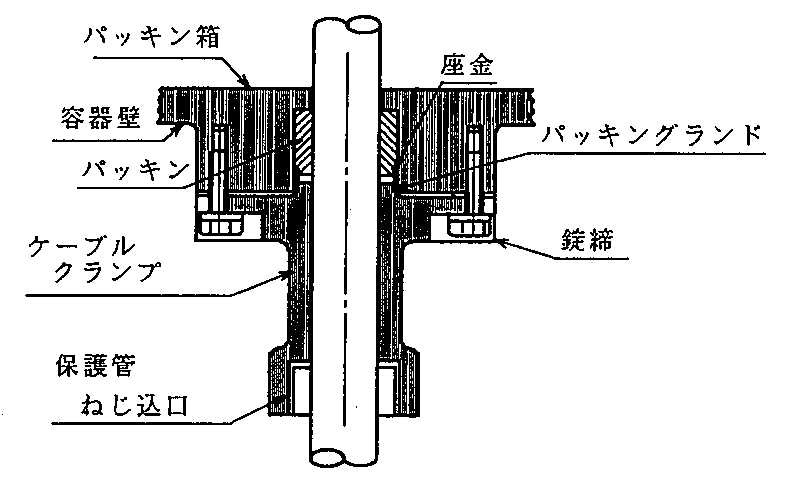 パッキン箱
座金
容器壁
パッキングランド
パッキン
錠締
ケーブル
クランプ
保護管
ねじ込口